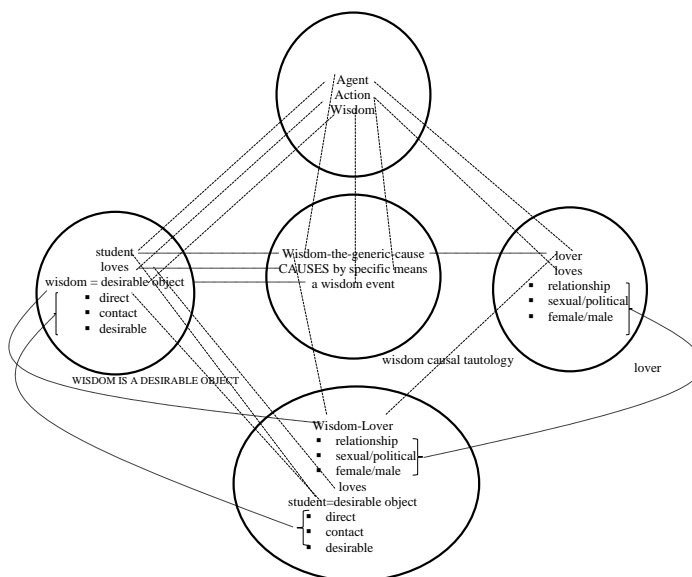 Agent
Action
Wisdom
student
loves
wisdom = desirable object
▪ direct
▪ contact
▪ desirable
Wisdom-the-generic-cause
CAUSES by specific means
a wisdom event
lover
loves
▪ relationship
▪ sexual/political
▪ female/male
wisdom causal tautology
lover
WISDOM IS A DESIRABLE OBJECT
Wisdom-Lover
▪ relationship
▪ sexual/political
▪ female/male
loves
student=desirable object
▪ direct
▪ contact
▪ desirable